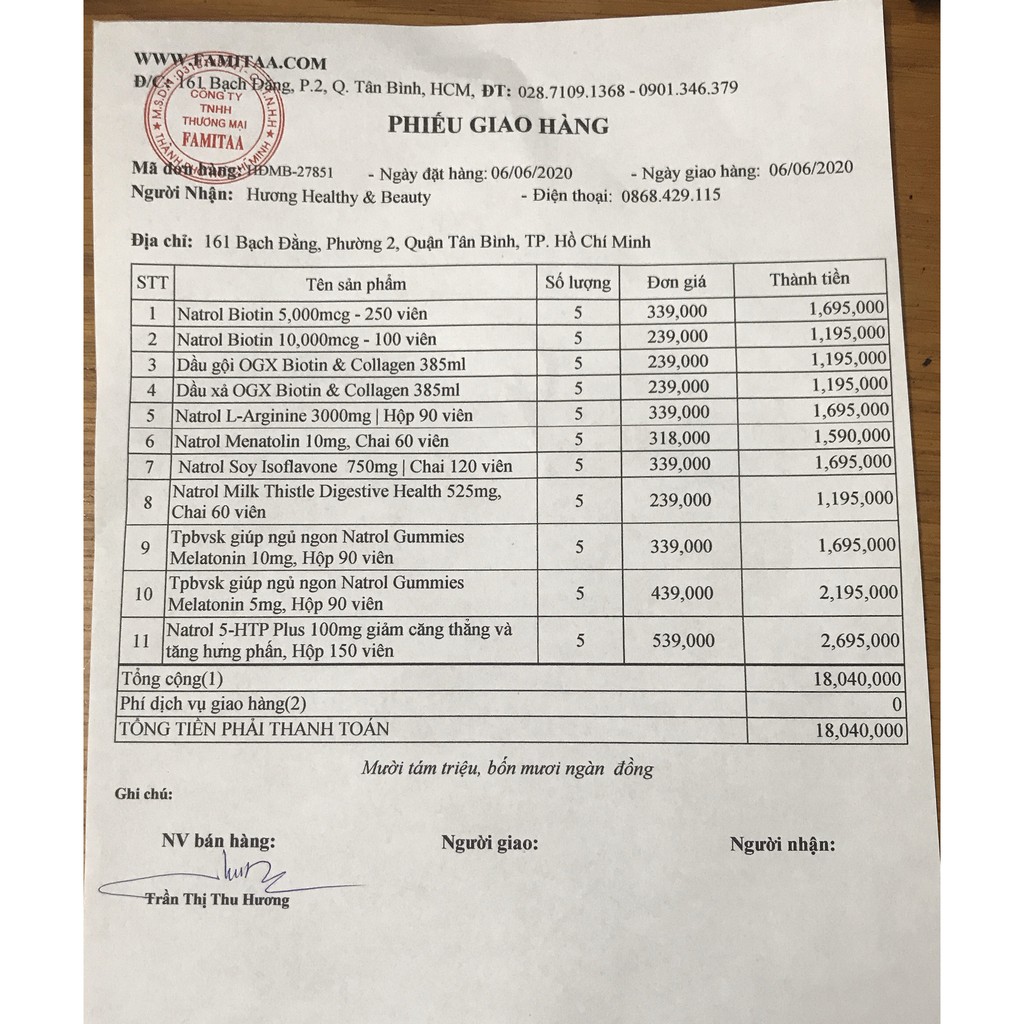 WWW.FAMITAA.COM
Đ/C: 161 Bạch Đằng, P.2, Q. Tân Bình, HCM, ĐT: 028.7109.1368 - 0901.346.379
CÔNG TY
TNHH
THƯƠNG MẠI
FAMITAA
PHIẾU GIAO HÀNG
Mã đơn hàng: HĐMB-27851 - Ngày đặt hàng: 06/06/2020 - Ngày giao hàng: 06/06/2020
Người Nhận: Hương Healthy & Beauty - Điện thoại: 0868.429.115
Địa chỉ: 161 Bạch Đằng, Phường 2, Quận Tân Bình, TP. Hồ Chí Minh
STT Tên sản phẩm Số lượng Đơn giá Thành tiền
1 Natrol Biotin 5,000mcg - 250 viên 5 339,000 1,695,000
2 Natrol Biotin 10,000mcg - 100 viên 5 239,000 1,195,000
3 Dầu gội OGX Biotin & Collagen 385ml 5 239,000 1,195,000
4 Dầu xả OGX Biotin & Collagen 385ml 5 239,000 1,195,000
5 Natrol L-Arginine 3000mg | Hộp 90 viên 5 339,000 1,695,000
6 Natrol Menatolin 10mg, Chai 60 viên 5 318,000 1,590,000
7 Natrol Soy Isoflavone 750mg | Chai 120 viên 5 339,000 1,695,000
8 Natrol Milk Thistle Digestive Health 525mg,
Chai 60 viên 5 239,000 1,195,000
9 Tpbvsk giúp ngủ ngon Natrol Gummies
Melatonin 10mg, Hộp 90 viên 5 339,000 1,695,000
10 Tpbvsk giúp ngủ ngon Natrol Gummies
Melatonin 5mg, Hộp 90 viên 5 439,000 2,195,000
11 Natrol 5-HTP Plus 100mg giảm căng thẳng và
tăng hưng phấn, Hộp 150 viên 5 539,000 2,695,000
Tổng cộng(1) 18,040,000
Phí dịch vụ giao hàng(2) 0
TỔNG TIỀN PHẢI THANH TOÁN 18,040,000
Mười tám triệu, bốn mươi ngàn đồng
Ghi chú:
NV bán hàng: Người giao: Người nhận:
Trần Thị Thu Hương